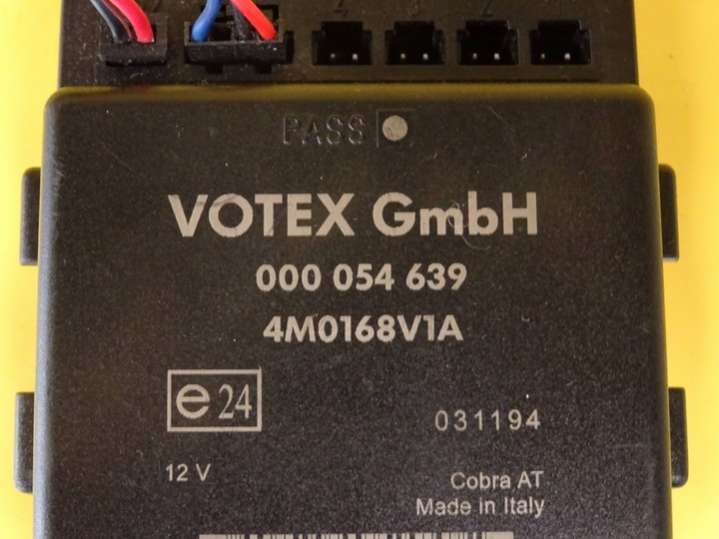 PASS
VOTEX GmbH
000 054 639
4M0168V1A
e24
031194
12 V
Cobra AT
Made in Italy